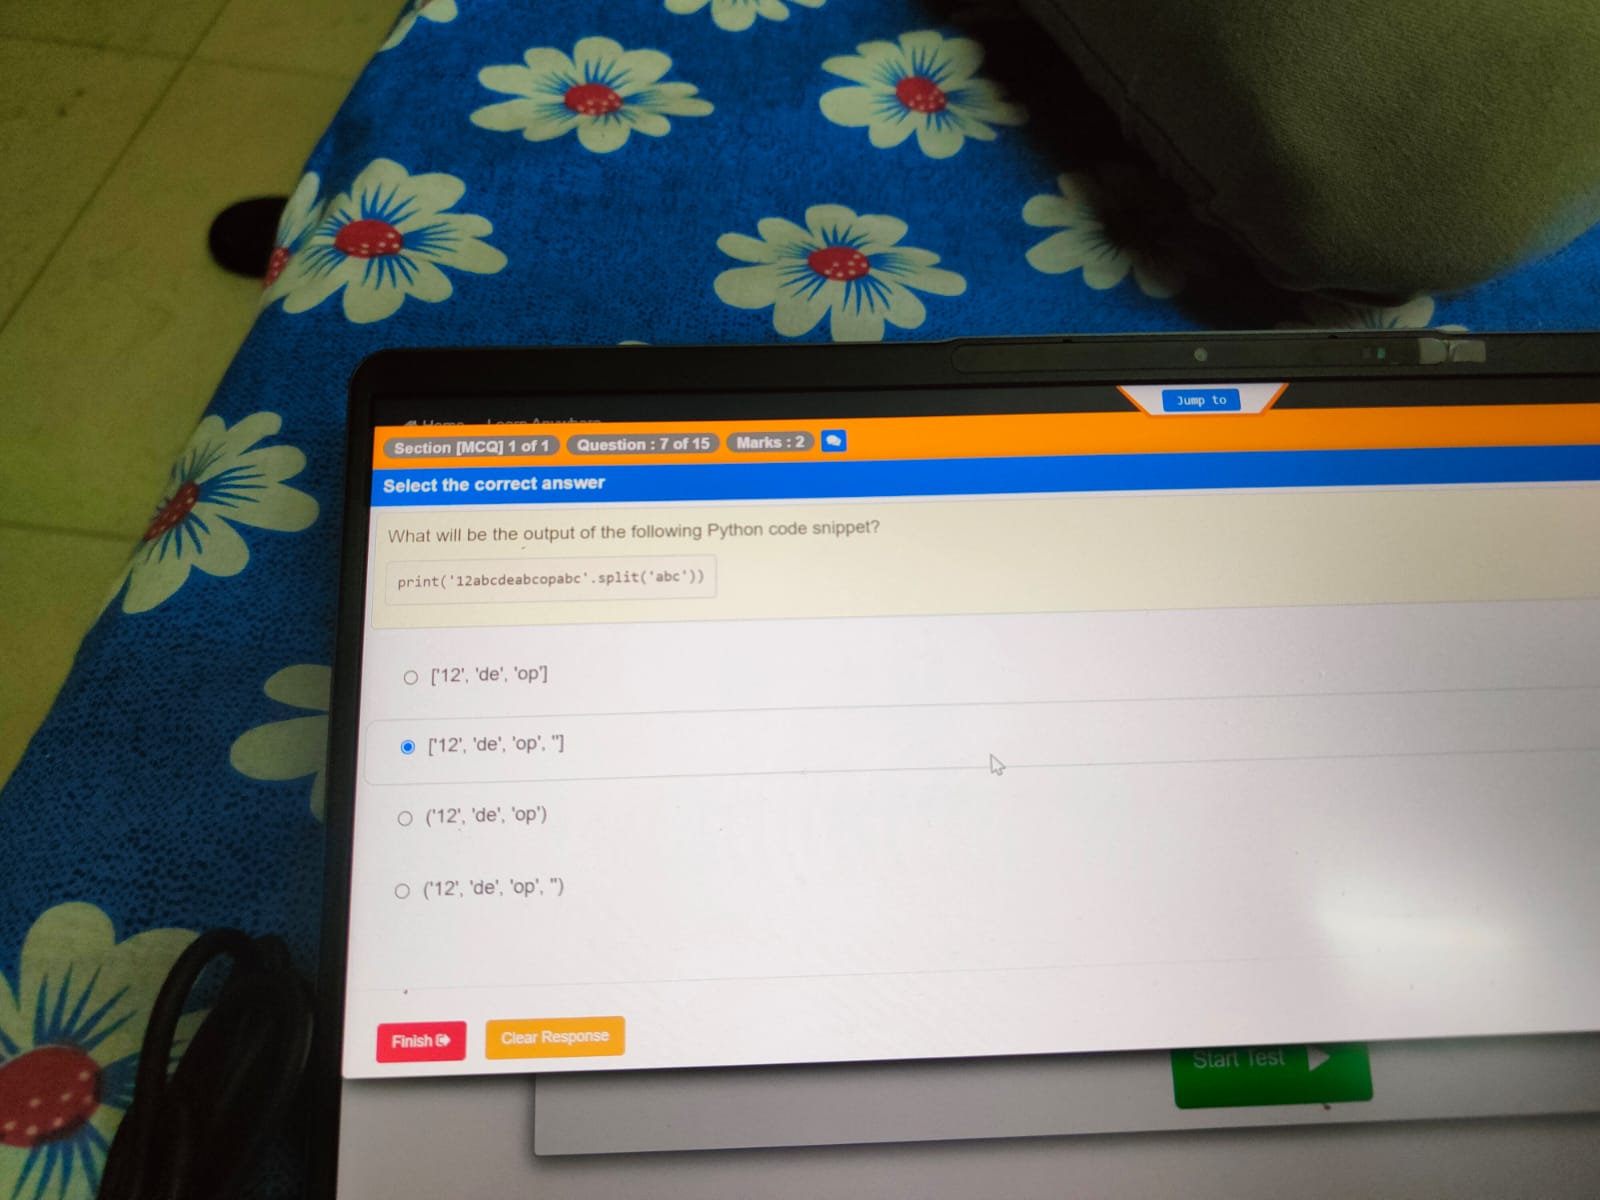 Jump to
Section [MCQ] 1 of 1 Question : 7 of 15 Marks : 2
Select the correct answer
What will be the output of the following Python code snippet?
print('12abcdeabcopabc'.split('abc'))
['12', 'de', 'op']
['12', 'de', 'op', '']
('12', 'de', 'op')
('12', 'de', 'op', '')
Finish
Clear Response
Start Test